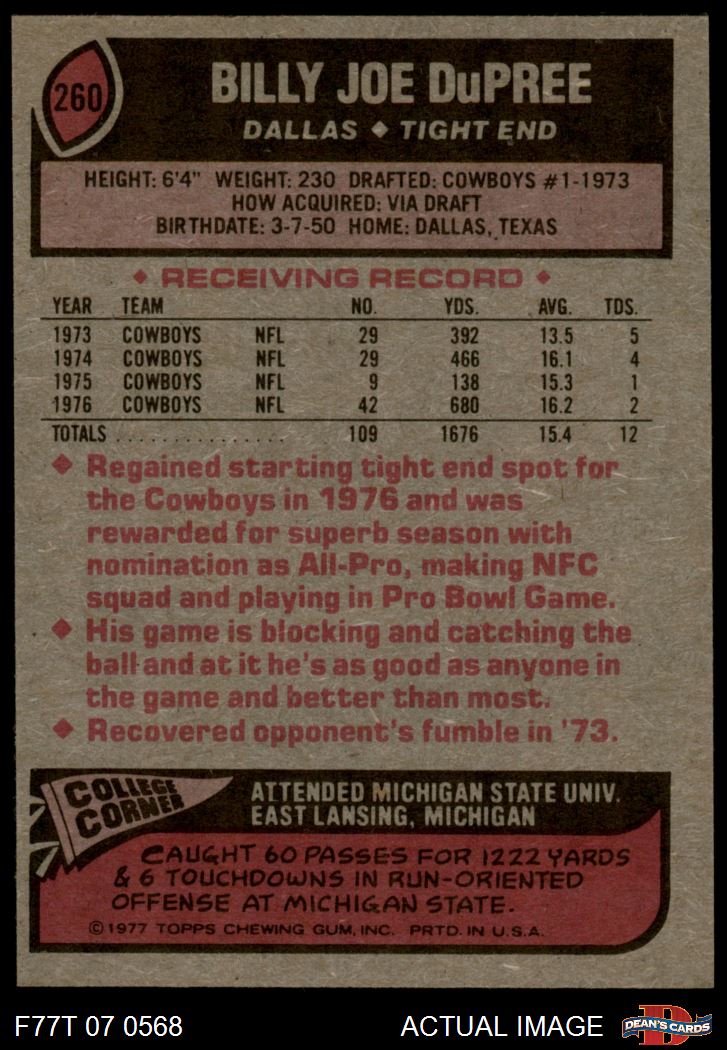 260
BILLY JOE DuPREE
DALLAS ◆ TIGHT END
HEIGHT: 6'4" WEIGHT: 230 DRAFTED: COWBOYS #1-1973
HOW ACQUIRED: VIA DRAFT
BIRTHDATE: 3-7-50 HOME: DALLAS, TEXAS
◆ RECEIVING RECORD ◆
YEAR TEAM NO. YDS. AVG. TDS.
1973 COWBOYS NFL 29 392 13.5 5
1974 COWBOYS NFL 29 466 16.1 4
1975 COWBOYS NFL 9 138 15.3 1
1976 COWBOYS NFL 42 680 16.2 2
TOTALS . . . . . . . . . . . . . . . . 109 1676 15.4 12
◆ Regained starting tight end spot for
the Cowboys in 1976 and was
rewarded for superb season with
nomination as All-Pro, making NFC
squad and playing in Pro Bowl Game.
◆ His game is blocking and catching the
ball and at it he's as good as anyone in
the game and better than most.
◆ Recovered opponent's fumble in '73.
COLLEGE
CORNER
ATTENDED MICHIGAN STATE UNIV.
EAST LANSING, MICHIGAN
CAUGHT 60 PASSES FOR 1222 YARDS
& 6 TOUCHDOWNS IN RUN-ORIENTED
OFFENSE AT MICHIGAN STATE.
©1977 TOPPS CHEWING GUM, INC. PRTD. IN U.S.A.
F77T 07 0568 ACTUAL IMAGE
D
DEAN'S CARDS